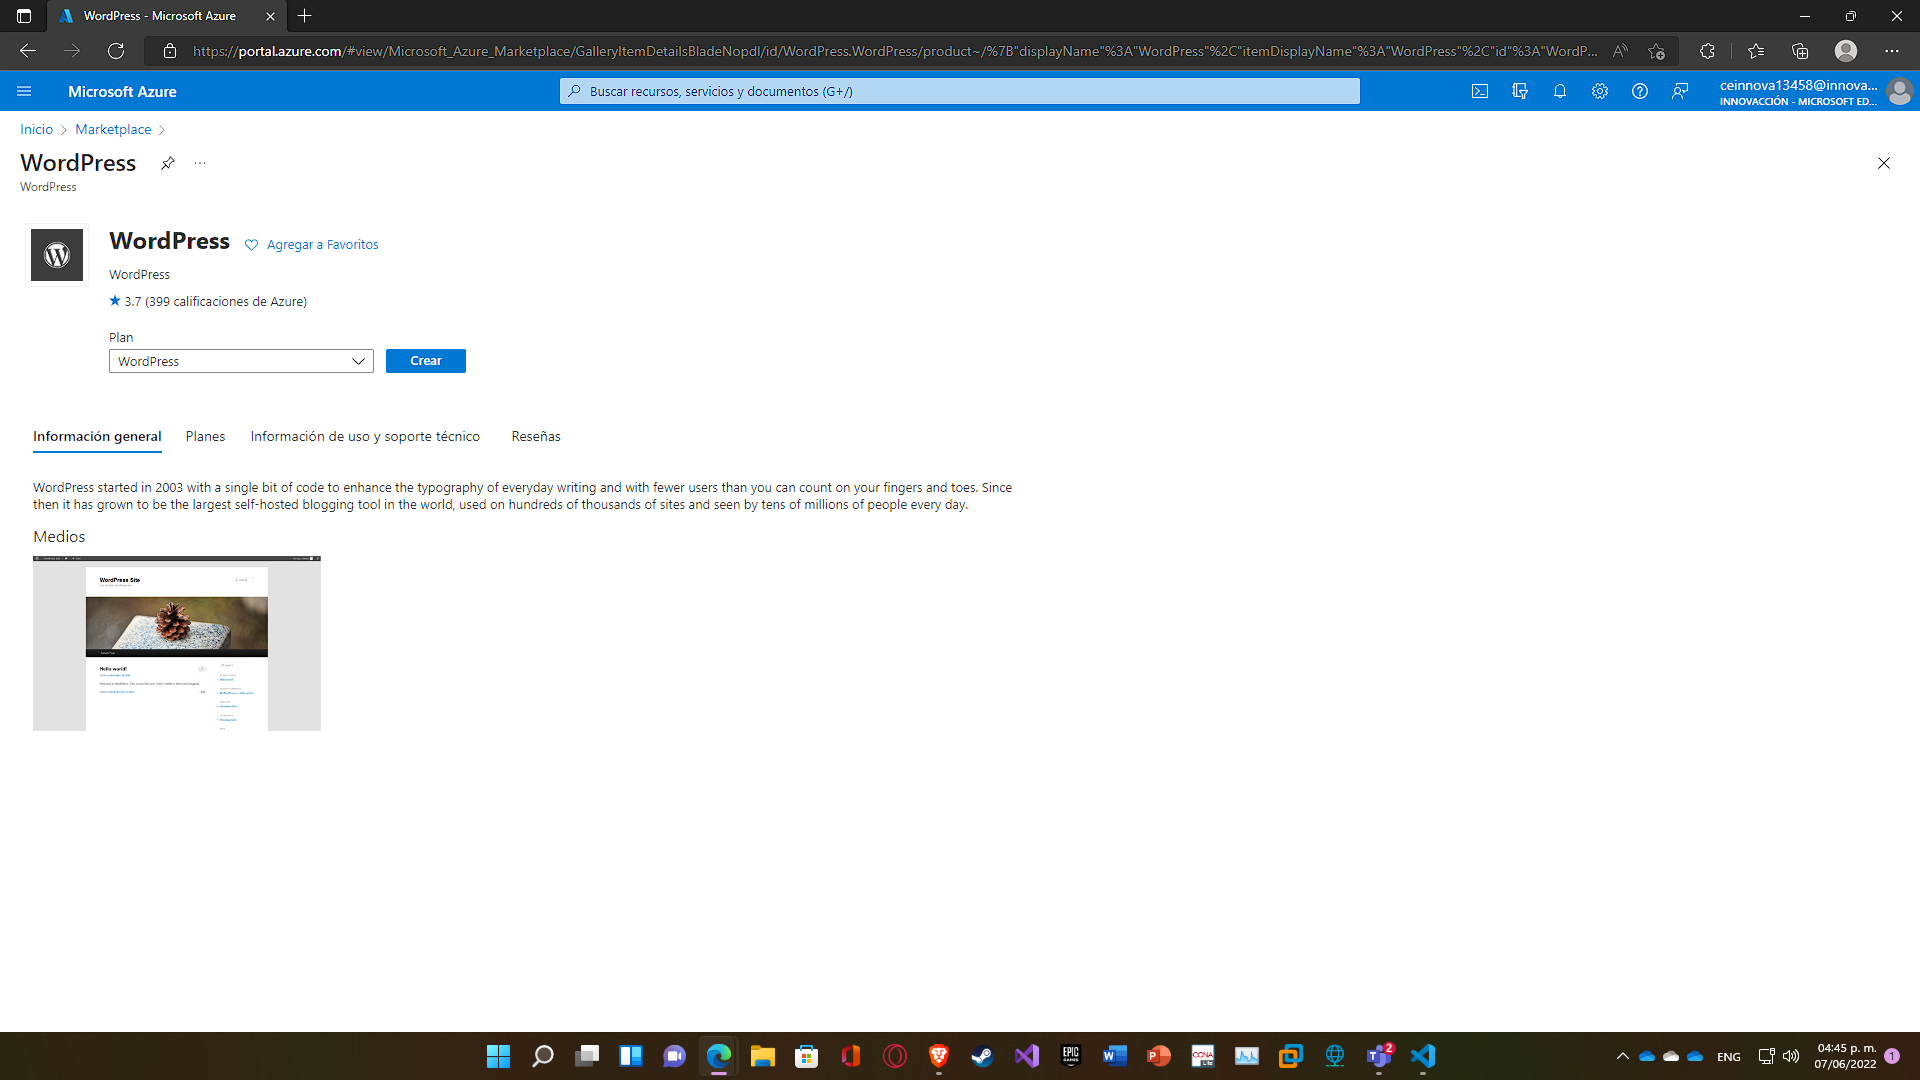 WordPress - Microsoft Azure
https://portal.azure.com/#view/Microsoft_Azure_Marketplace/GalleryItemDetailsBladeNopdl/id/WordPress.WordPress/product~/%7B"displayName"%3A"WordPress"%2C"itemDisplayName"%3A"WordPress"%2C"id"%3A"WordP...
Microsoft Azure
Buscar recursos, servicios y documentos (G+/)
ceinnova13458@innova...
INNOVACCIÓN - MICROSOFT ED...
Inicio > Marketplace >
WordPress
WordPress
WordPress
Agregar a Favoritos
WordPress
3.7 (399 calificaciones de Azure)
Plan
WordPress
Crear
Información general
Planes
Información de uso y soporte técnico
Reseñas
WordPress started in 2003 with a single bit of code to enhance the typography of everyday writing and with fewer users than you can count on your fingers and toes. Since
then it has grown to be the largest self-hosted blogging tool in the world, used on hundreds of thousands of sites and seen by tens of millions of people every day.
Medios
WordPress Site
Hello world!
EPIC GAMES
CCNA
2
ENG
04:45 p. m.
07/06/2022
1